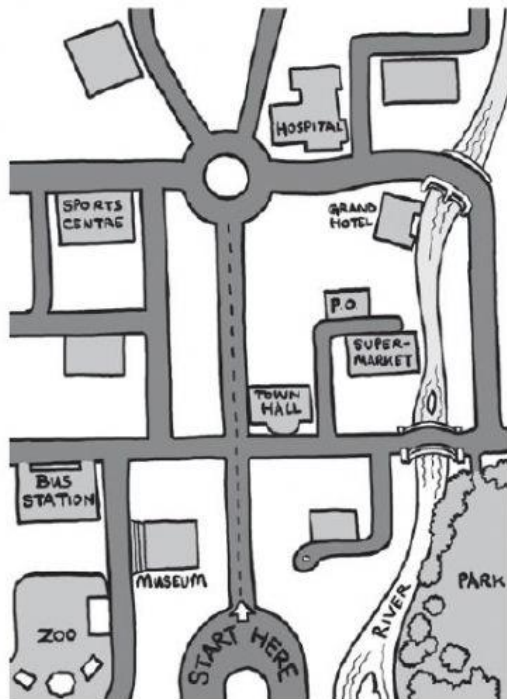 HOSPITAL
SPORTS
CENTRE
GRAND
HOTEL
P.O.
SUPER-
MARKET
TOWN
HALL
BUS
STATION
MUSEUM
ZOO
START HERE
RIVER
PARK